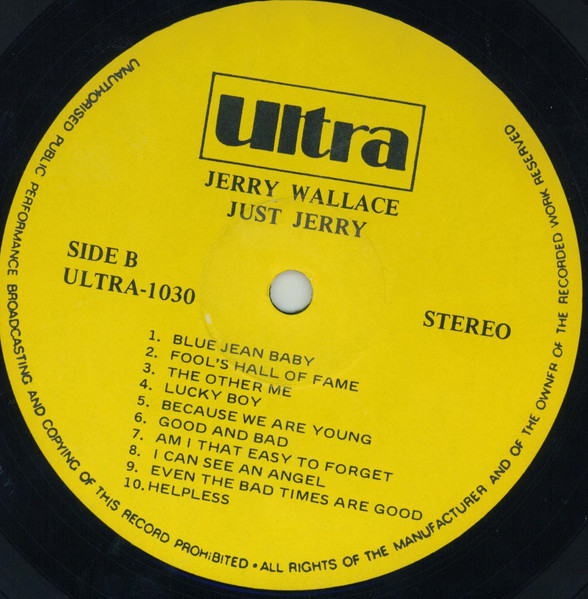 ultra
JERRY WALLACE
JUST JERRY
SIDE B
ULTRA-1030
STEREO
1. BLUE JEAN BABY
2. FOOL'S HALL OF FAME
3. THE OTHER ME
4. LUCKY BOY
5. BECAUSE WE ARE YOUNG
6. GOOD AND BAD
7. AM I THAT EASY TO FORGET
8. I CAN SEE AN ANGEL
9. EVEN THE BAD TIMES ARE GOOD
10. HELPLESS
UNAUTHORISED PUBLIC PERFORMANCE BROADCASTING AND COPYING OF THIS RECORD PROHIBITED • ALL RIGHTS OF THE MANUFACTURER AND OF THE OWNER OF THE RECORDED WORK RESERVED